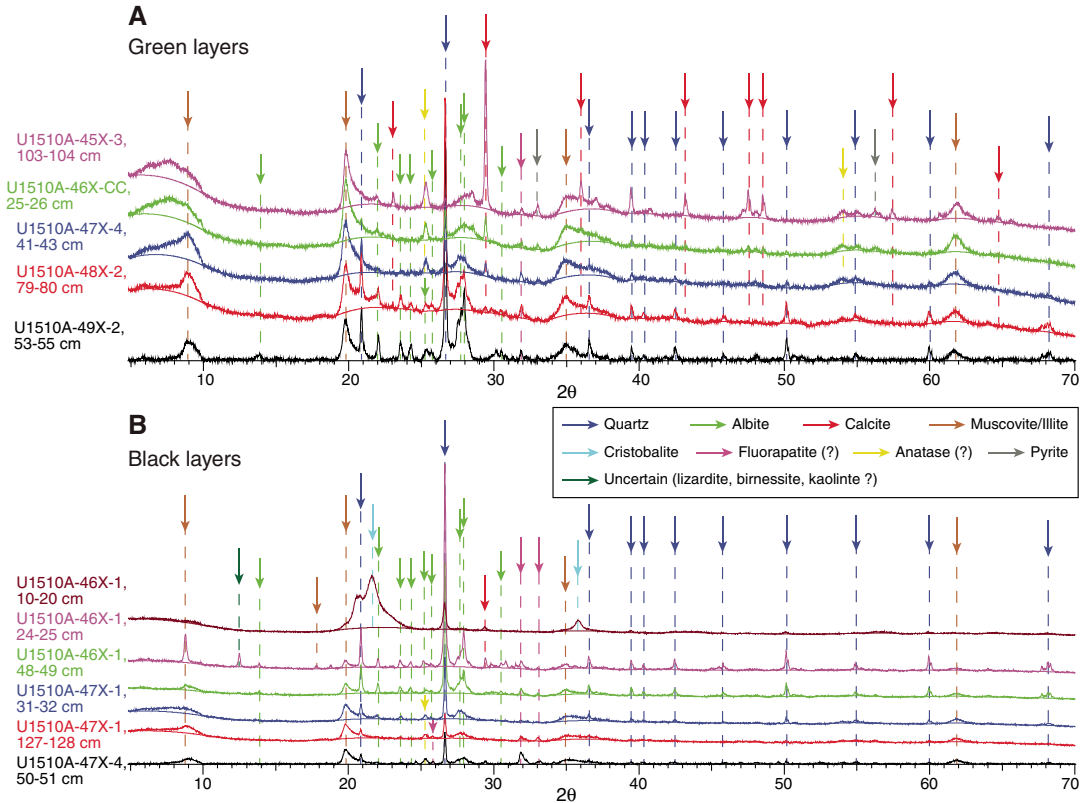 A
Green layers
U1510A-45X-3,
103-104 cm
U1510A-46X-CC,
25-26 cm
U1510A-47X-4,
41-43 cm
U1510A-48X-2,
79-80 cm
U1510A-49X-2,
53-55 cm
10 20 30 40 50 60 70
2θ
Quartz Albite Calcite Muscovite/Illite
Cristobalite Fluorapatite (?) Anatase (?) Pyrite
Uncertain (lizardite, birnessite, kaolinte ?)
B
Black layers
U1510A-46X-1,
10-20 cm
U1510A-46X-1,
24-25 cm
U1510A-46X-1,
48-49 cm
U1510A-47X-1,
31-32 cm
U1510A-47X-1,
127-128 cm
U1510A-47X-4,
50-51 cm
10 20 30 40 50 60 70
2θ